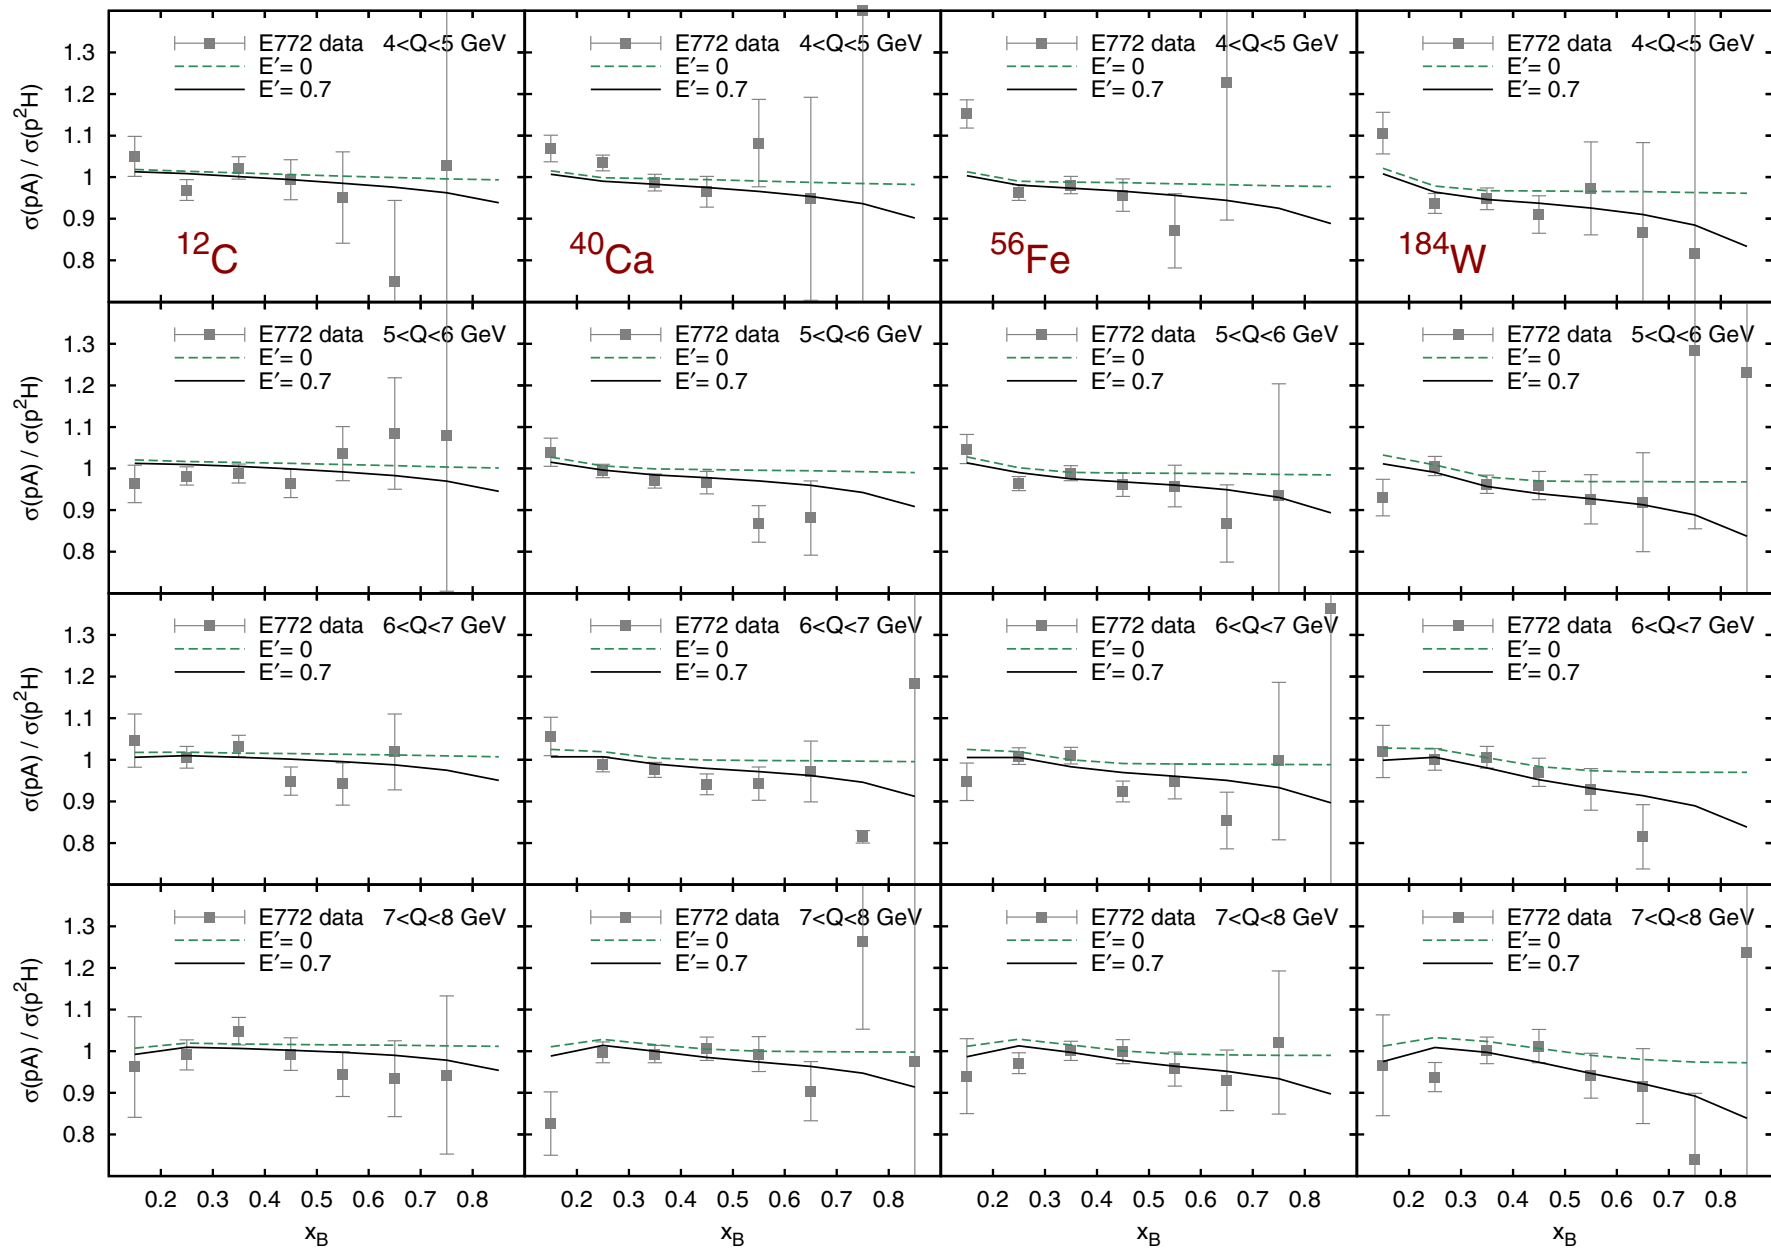 σ(pA) / σ(p²H)
1.3
1.2
1.1
1
0.9
0.8
E772 data 4<Q<5 GeV
E′= 0
E′= 0.7
¹²C
E772 data 4<Q<5 GeV
E′= 0
E′= 0.7
⁴⁰Ca
E772 data 4<Q<5 GeV
E′= 0
E′= 0.7
⁵⁶Fe
E772 data 4<Q<5 GeV
E′= 0
E′= 0.7
¹⁸⁴W
σ(pA) / σ(p²H)
1.3
1.2
1.1
1
0.9
0.8
E772 data 5<Q<6 GeV
E′= 0
E′= 0.7
E772 data 5<Q<6 GeV
E′= 0
E′= 0.7
E772 data 5<Q<6 GeV
E′= 0
E′= 0.7
E772 data 5<Q<6 GeV
E′= 0
E′= 0.7
σ(pA) / σ(p²H)
1.3
1.2
1.1
1
0.9
0.8
E772 data 6<Q<7 GeV
E′= 0
E′= 0.7
E772 data 6<Q<7 GeV
E′= 0
E′= 0.7
E772 data 6<Q<7 GeV
E′= 0
E′= 0.7
E772 data 6<Q<7 GeV
E′= 0
E′= 0.7
σ(pA) / σ(p²H)
1.3
1.2
1.1
1
0.9
0.8
E772 data 7<Q<8 GeV
E′= 0
E′= 0.7
E772 data 7<Q<8 GeV
E′= 0
E′= 0.7
E772 data 7<Q<8 GeV
E′= 0
E′= 0.7
E772 data 7<Q<8 GeV
E′= 0
E′= 0.7
0.2 0.3 0.4 0.5 0.6 0.7 0.8
0.2 0.3 0.4 0.5 0.6 0.7 0.8
0.2 0.3 0.4 0.5 0.6 0.7 0.8
0.2 0.3 0.4 0.5 0.6 0.7 0.8
x_B
x_B
x_B
x_B